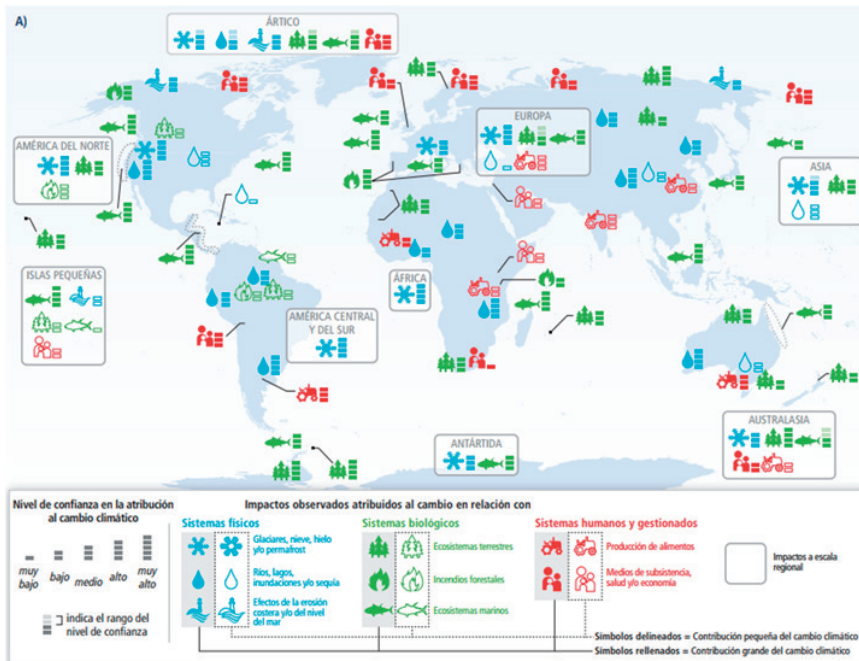 A)
ÁRTICO
EUROPA
AMÉRICA DEL NORTE
ASIA
ISLAS PEQUEÑAS
ÁFRICA
AMÉRICA CENTRAL
Y DEL SUR
AUSTRALASIA
ANTÁRTIDA
Nivel de confianza en la atribución
al cambio climático
muy
bajo
bajo
medio
alto
muy
alto
indica el rango del
nivel de confianza
Impactos observados atribuidos al cambio en relación con
Sistemas físicos
Glaciares, nieve, hielo
y/o permafrost
Ríos, lagos,
inundaciones y/o sequía
Efectos de la erosión
costera y/o del nivel
del mar
Sistemas biológicos
Ecosistemas terrestres
Incendios forestales
Ecosistemas marinos
Sistemas humanos y gestionados
Producción de alimentos
Medios de subsistencia,
salud y/o economía
Impactos a escala
regional
Símbolos delineados = Contribución pequeña del cambio climático
Símbolos rellenados = Contribución grande del cambio climático